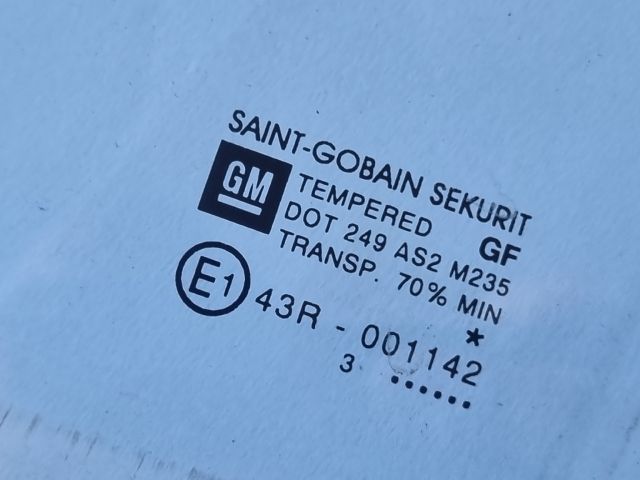 SAINT-GOBAIN SEKURIT
GM
TEMPERED GF
DOT 249 AS2 M235
TRANSP. 70% MIN
E1 43R - 001142 *
3 ......